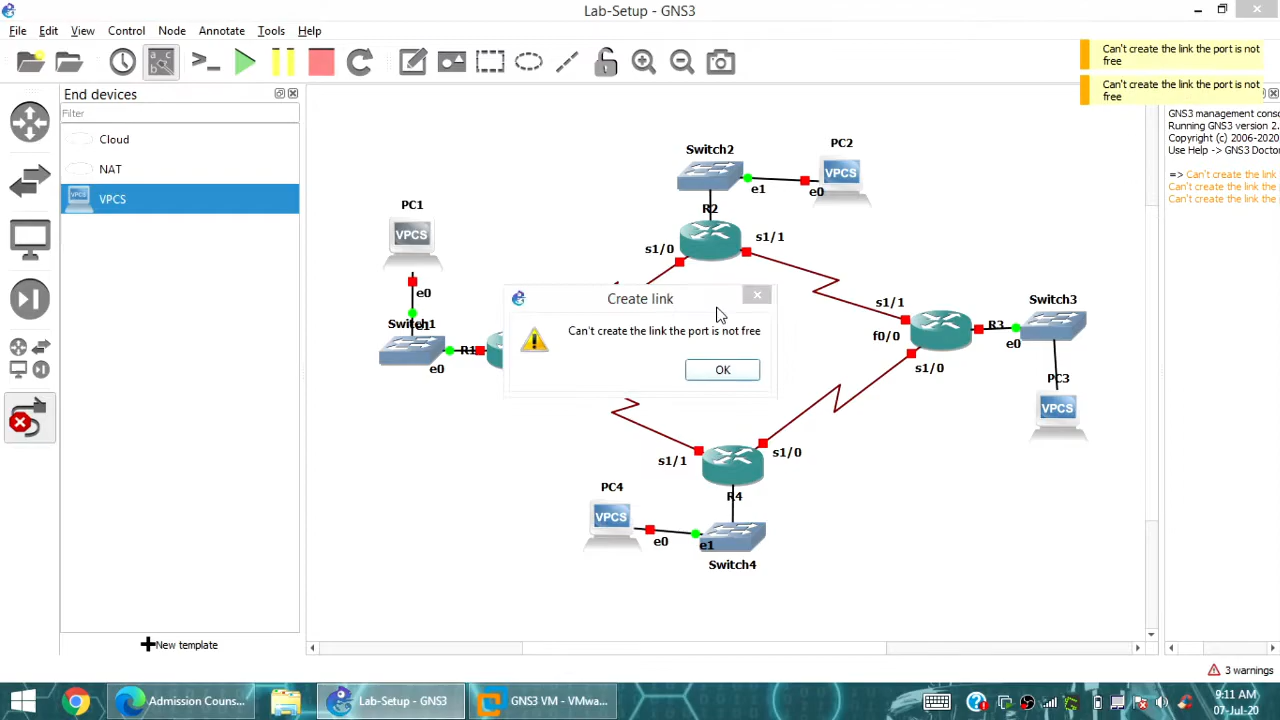 Lab-Setup - GNS3
File Edit View Control Node Annotate Tools Help
Can't create the link the port is not
free
Can't create the link the port is not
free
End devices
Filter
Cloud
NAT
VPCS
GNS3 management conso
Running GNS3 version 2.
Copyright (c) 2006-2020
Use Help -> GNS3 Doctor
=> Can't create the link
Can't create the link the
Can't create the link the
Switch2
PC2
VPCS
e1
e0
PC1
VPCS
R2
s1/0
s1/1
e0
Switch1
e1
R1
e0
Create link
Can't create the link the port is not free
OK
s1/1
f0/0
s1/0
R3
e0
Switch3
PC3
VPCS
s1/1
s1/0
R4
PC4
VPCS
e0
e1
Switch4
New template
3 warnings
Admission Couns...
Lab-Setup - GNS3
GNS3 VM - VMwa...
9:11 AM
07-Jul-20